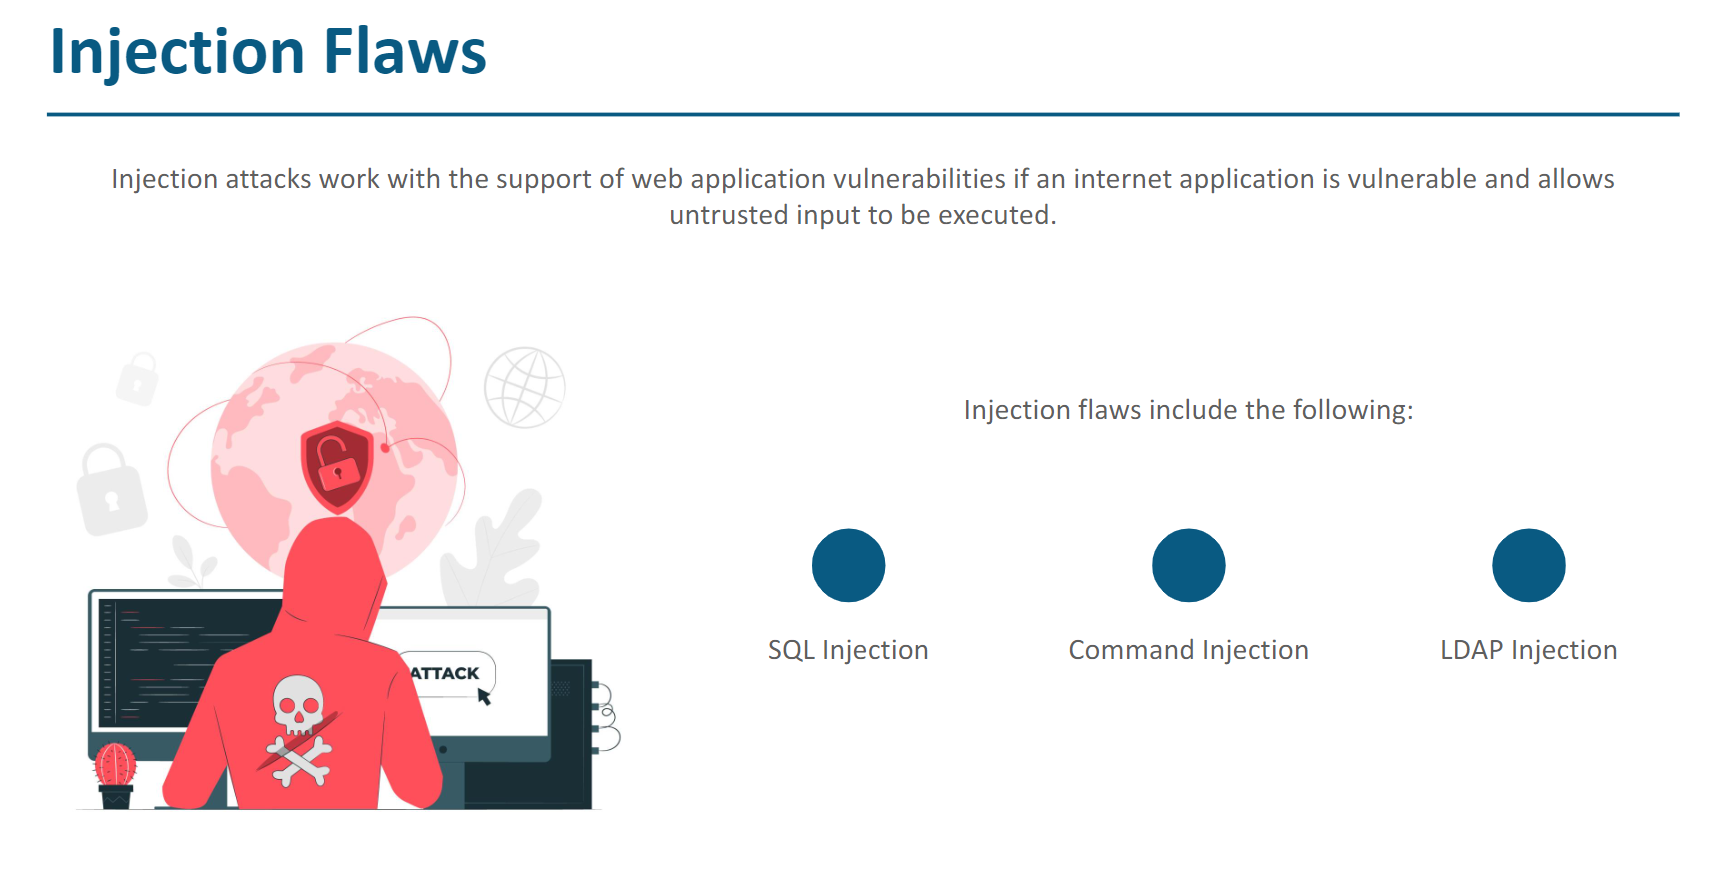 Injection Flaws
Injection attacks work with the support of web application vulnerabilities if an internet application is vulnerable and allows
untrusted input to be executed.
Injection flaws include the following:
ATTACK
SQL Injection
Command Injection
LDAP Injection